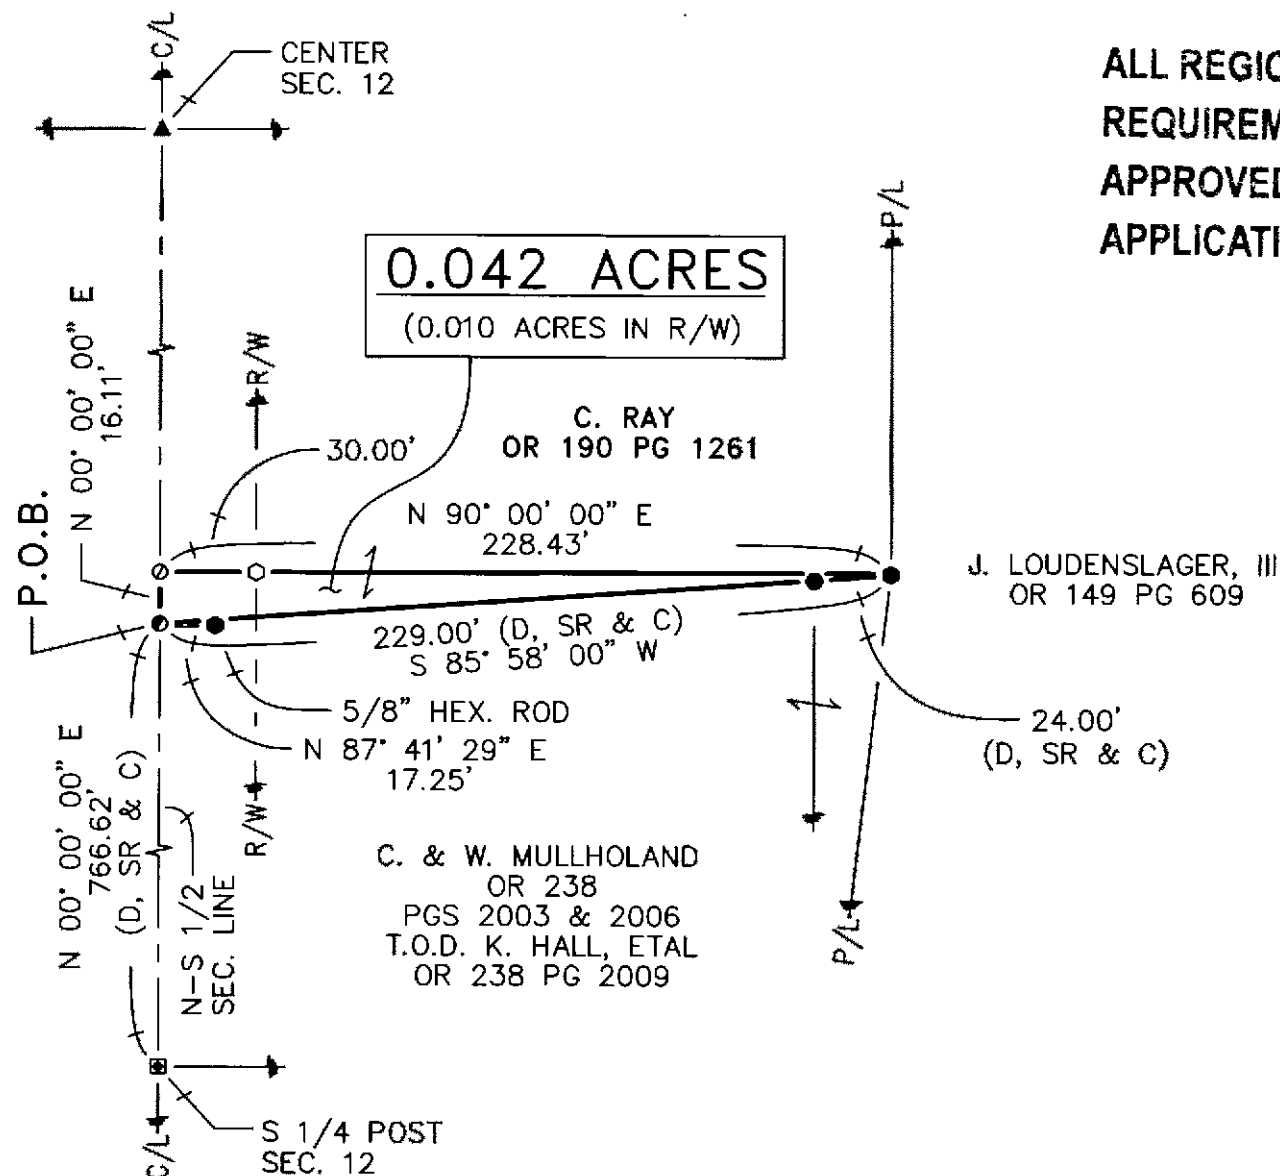 C/L
CENTER
SEC. 12
ALL REGIO
REQUIREM
APPROVED
APPLICATI
P/L
0.042 ACRES
(0.010 ACRES IN R/W)
N 00° 00' 00" E
16.11'
R/W
C. RAY
OR 190 PG 1261
30.00'
P.O.B.
N 90° 00' 00" E
228.43'
J. LOUDENSLAGER, III
OR 149 PG 609
229.00' (D, SR & C)
S 85° 58' 00" W
5/8" HEX. ROD
N 87° 41' 29" E
17.25'
24.00'
(D, SR & C)
N 00° 00' 00" E
766.62'
(D, SR & C)
N-S 1/2
SEC. LINE
R/W
C. & W. MULLHOLAND
OR 238
PGS 2003 & 2006
T.O.D. K. HALL, ETAL
OR 238 PG 2009
P/L
S 1/4 POST
SEC. 12
C/L